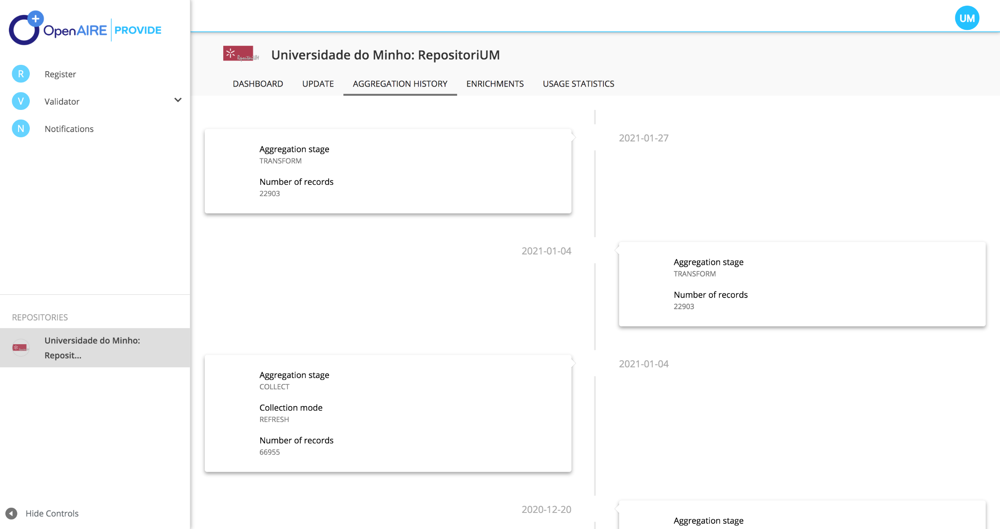 OpenAIRE PROVIDE
UM
R Register
V Validator
N Notifications
REPOSITORIES
Universidade do Minho:
Reposit...
Hide Controls
RepositóriUM
Universidade do Minho: RepositoriUM
DASHBOARD UPDATE AGGREGATION HISTORY ENRICHMENTS USAGE STATISTICS
2021-01-27
Aggregation stage
TRANSFORM
Number of records
22903
2021-01-04
Aggregation stage
TRANSFORM
Number of records
22903
2021-01-04
Aggregation stage
COLLECT
Collection mode
REFRESH
Number of records
66955
2020-12-20
Aggregation stage